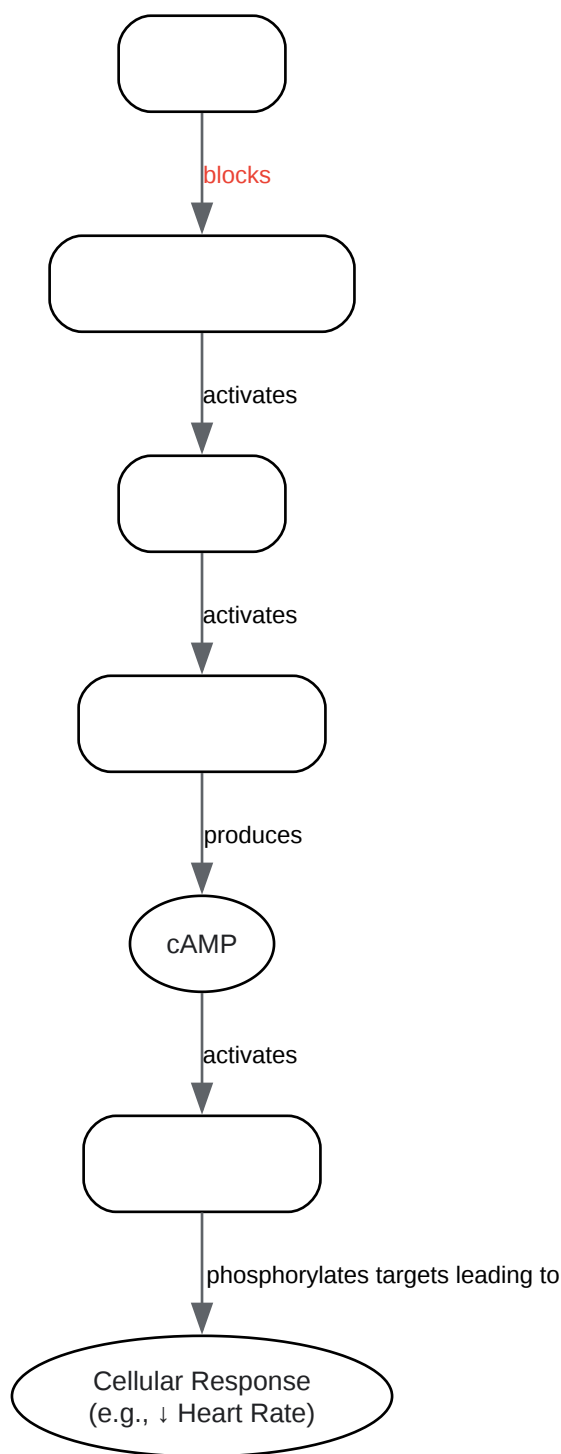 blocks
activates
activates
produces
cAMP
activates
phosphorylates targets leading to
Cellular Response
(e.g., ↓ Heart Rate)